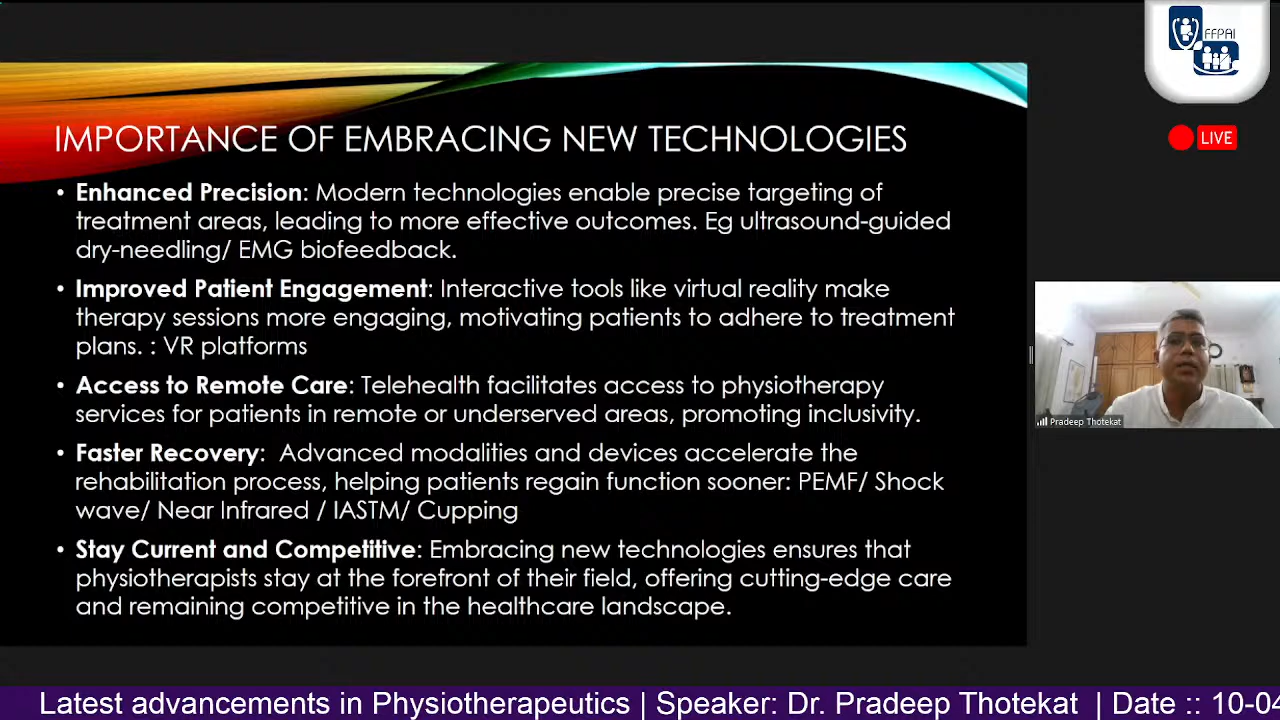 FFPAI
LIVE
IMPORTANCE OF EMBRACING NEW TECHNOLOGIES
• Enhanced Precision: Modern technologies enable precise targeting of
treatment areas, leading to more effective outcomes. Eg ultrasound-guided
dry-needling/ EMG biofeedback.
• Improved Patient Engagement: Interactive tools like virtual reality make
therapy sessions more engaging, motivating patients to adhere to treatment
plans. : VR platforms
• Access to Remote Care: Telehealth facilitates access to physiotherapy
services for patients in remote or underserved areas, promoting inclusivity.
• Faster Recovery:  Advanced modalities and devices accelerate the
rehabilitation process, helping patients regain function sooner: PEMF/ Shock
wave/ Near Infrared / IASTM/ Cupping
• Stay Current and Competitive: Embracing new technologies ensures that
physiotherapists stay at the forefront of their field, offering cutting-edge care
and remaining competitive in the healthcare landscape.
Pradeep Thotekat
Latest advancements in Physiotherapeutics | Speaker: Dr. Pradeep Thotekat | Date :: 10-04